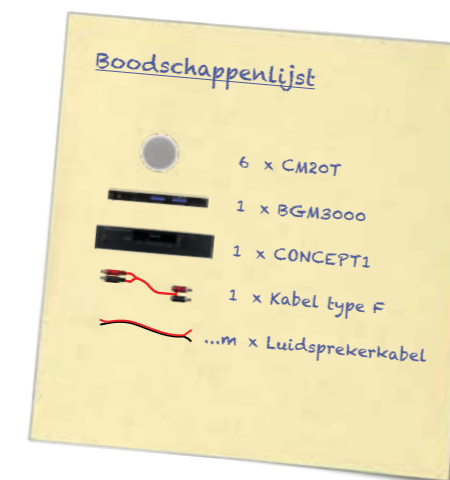 Boodschappenlijst
6 x CM20T
1 x BGM3000
1 x CONCEPT1
1 x Kabel type F
...m x Luidsprekerkabel